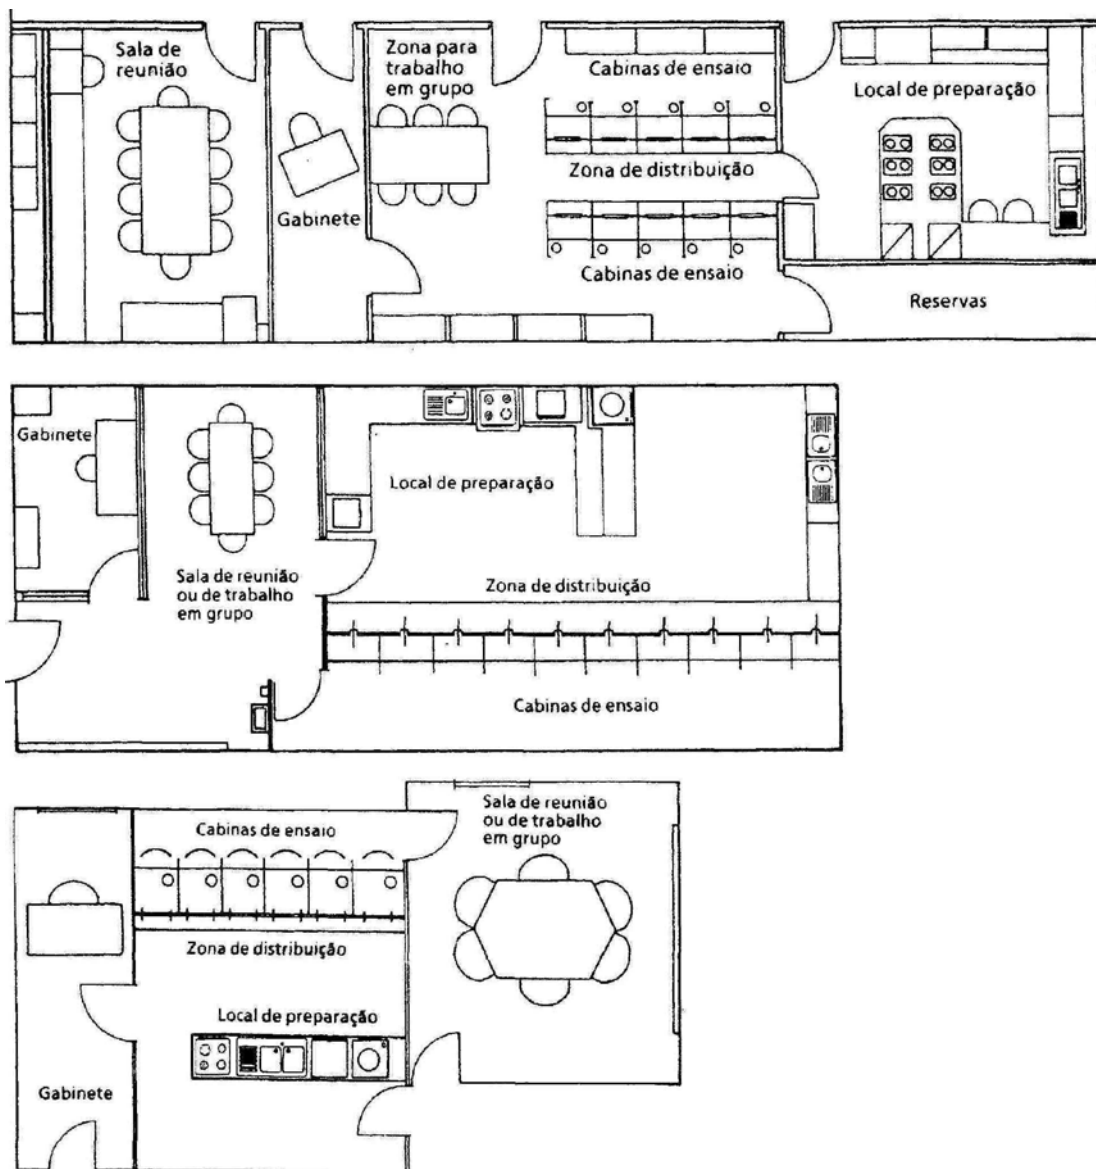 Sala de
reunião
Gabinete
Zona para
trabalho
em grupo
Cabinas de ensaio
Zona de distribuição
Cabinas de ensaio
Local de preparação
Reservas
Gabinete
Sala de reunião
ou de trabalho
em grupo
Local de preparação
Zona de distribuição
Cabinas de ensaio
Cabinas de ensaio
Zona de distribuição
Local de preparação
Gabinete
Sala de reunião
ou de trabalho
em grupo